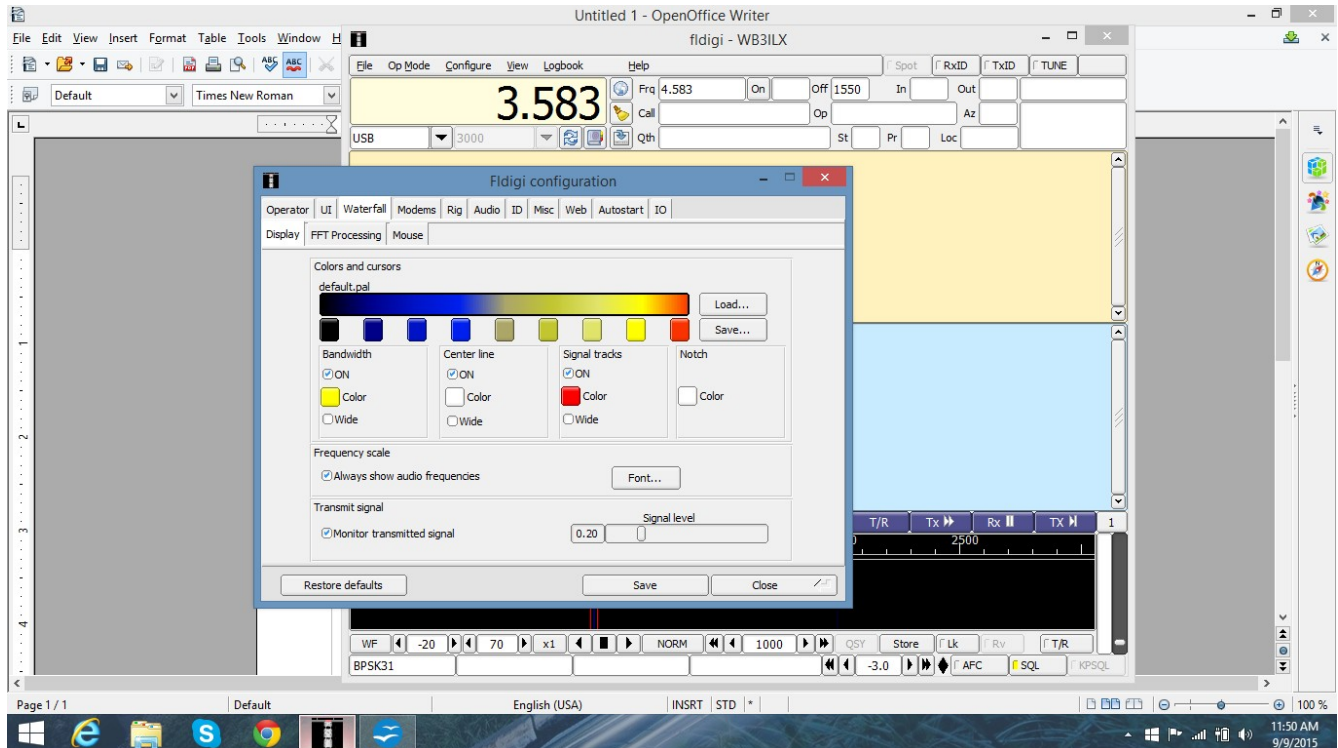 Untitled 1 - OpenOffice Writer
File Edit View Insert Format Table Tools Window H
Default Times New Roman
fldigi - WB3ILX
File Op Mode Configure View Logbook Help Spot RxID TxID TUNE
3.583 Frq 4.583 On Off 1550 In Out
Call Op Az
USB 3000 Qth St Pr Loc
Fldigi configuration
Operator UI Waterfall Modems Rig Audio ID Misc Web Autostart IO
Display FFT Processing Mouse
Colors and cursors
default.pal
Load...
Save...
Bandwidth Center line Signal tracks Notch
ON ON ON
Color Color Color Color
Wide Wide Wide
Frequency scale
Always show audio frequencies Font...
Transmit signal
Signal level
Monitor transmitted signal 0.20
Restore defaults Save Close
T/R Tx Rx TX 1
2500
WF -20 70 x1 NORM 1000 QSY Store Lk Rv T/R
BPSK31 -3.0 AFC SQL KPSQL
1
2
3
4
Page 1 / 1 Default English (USA) INSRT STD * 100 %
11:50 AM
9/9/2015